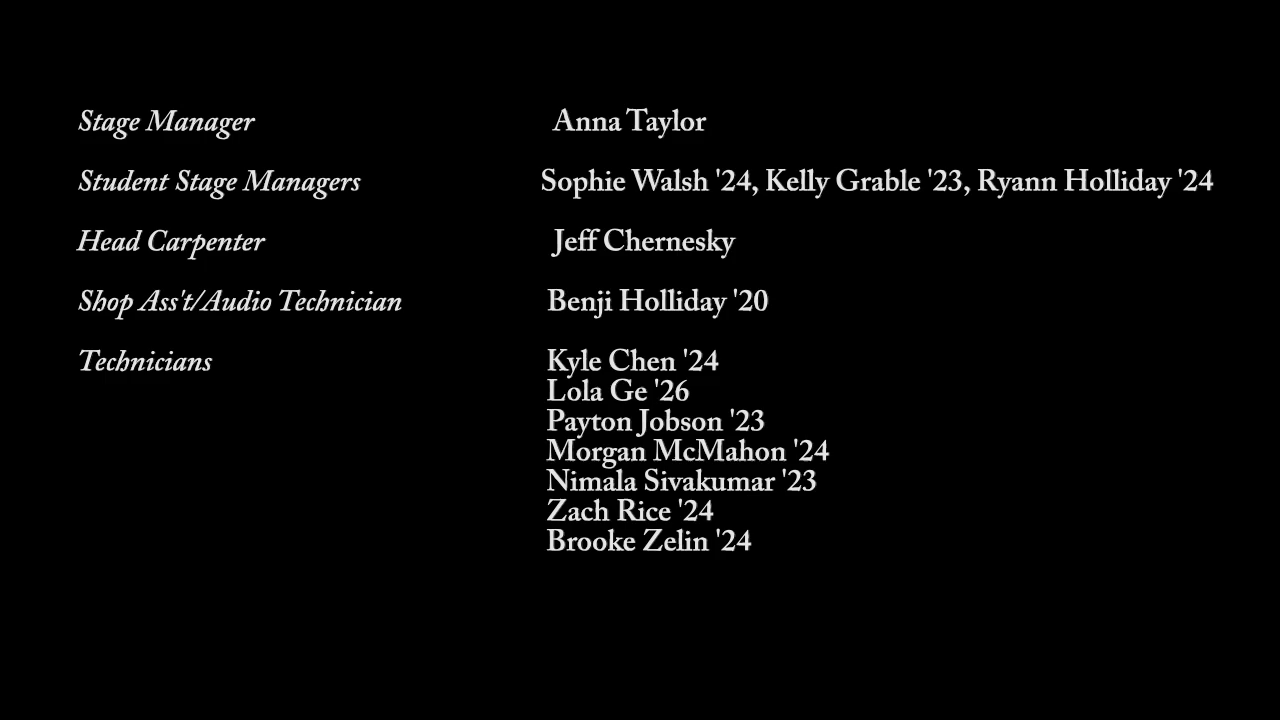 Stage Manager Anna Taylor
Student Stage Managers Sophie Walsh '24, Kelly Grable '23, Ryann Holliday '24
Head Carpenter Jeff Chernesky
Shop Ass't/Audio Technician Benji Holliday '20
Technicians Kyle Chen '24
Lola Ge '26
Payton Jobson '23
Morgan McMahon '24
Nimala Sivakumar '23
Zach Rice '24
Brooke Zelin '24